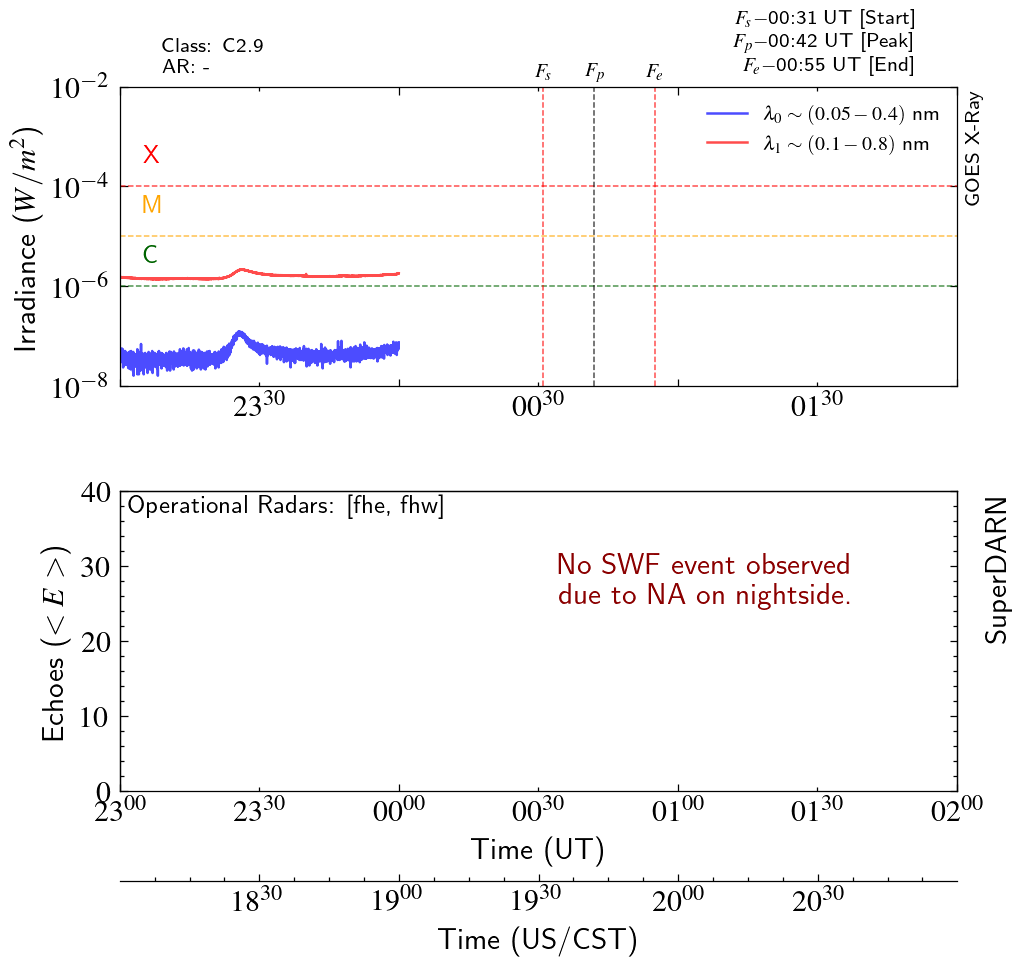 Class: C2.9
AR: -
Fₛ−00:31 UT [Start]
Fₚ−00:42 UT [Peak]
Fₑ−00:55 UT [End]
Fₛ Fₚ Fₑ
10⁻²
10⁻⁴
10⁻⁶
10⁻⁸
Irradiance (W/m²)
X
M
C
λ₀ ∼ (0.05 − 0.4) nm
λ₁ ∼ (0.1 − 0.8) nm
GOES X-Ray
23³⁰ 00³⁰ 01³⁰
Operational Radars: [fhe, fhw]
No SWF event observed
due to NA on nightside.
40
30
20
10
0
Echoes (< E >)
SuperDARN
23⁰⁰ 23³⁰ 00⁰⁰ 00³⁰ 01⁰⁰ 01³⁰ 02⁰⁰
Time (UT)
18³⁰ 19⁰⁰ 19³⁰ 20⁰⁰ 20³⁰
Time (US/CST)